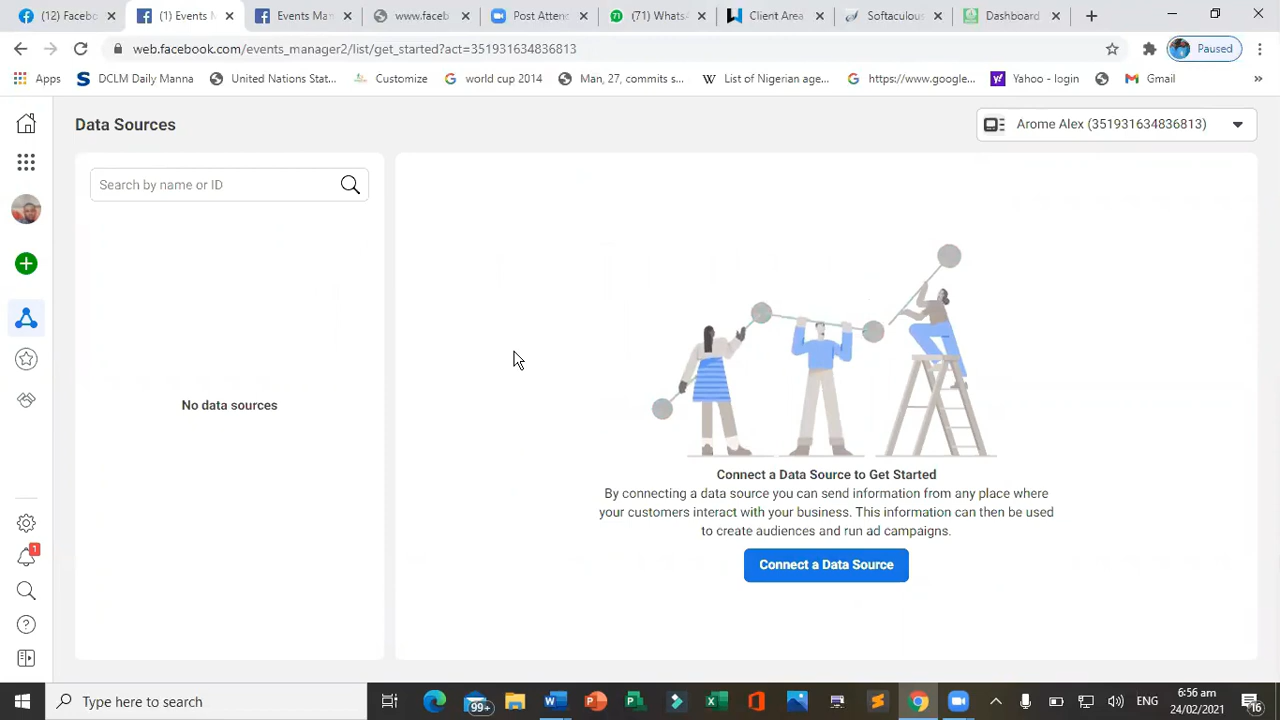 (12) Facebo
(1) Events M
Events Ma
www.faceb
Post Attend
(71) Whats
Client Area
Softaculous
Dashboard
web.facebook.com/events_manager2/list/get_started?act=351931634836813
Paused
Apps
DCLM Daily Manna
United Nations Stat...
Customize
world cup 2014
Man, 27, commits s...
List of Nigerian age...
https://www.google...
Yahoo - login
Gmail
»
Data Sources
Arome Alex (351931634836813)
Search by name or ID
No data sources
Connect a Data Source to Get Started
By connecting a data source you can send information from any place where
your customers interact with your business. This information can then be used
to create audiences and run ad campaigns.
Connect a Data Source
1
Type here to search
99+
ENG
6:56 am
24/02/2021
16